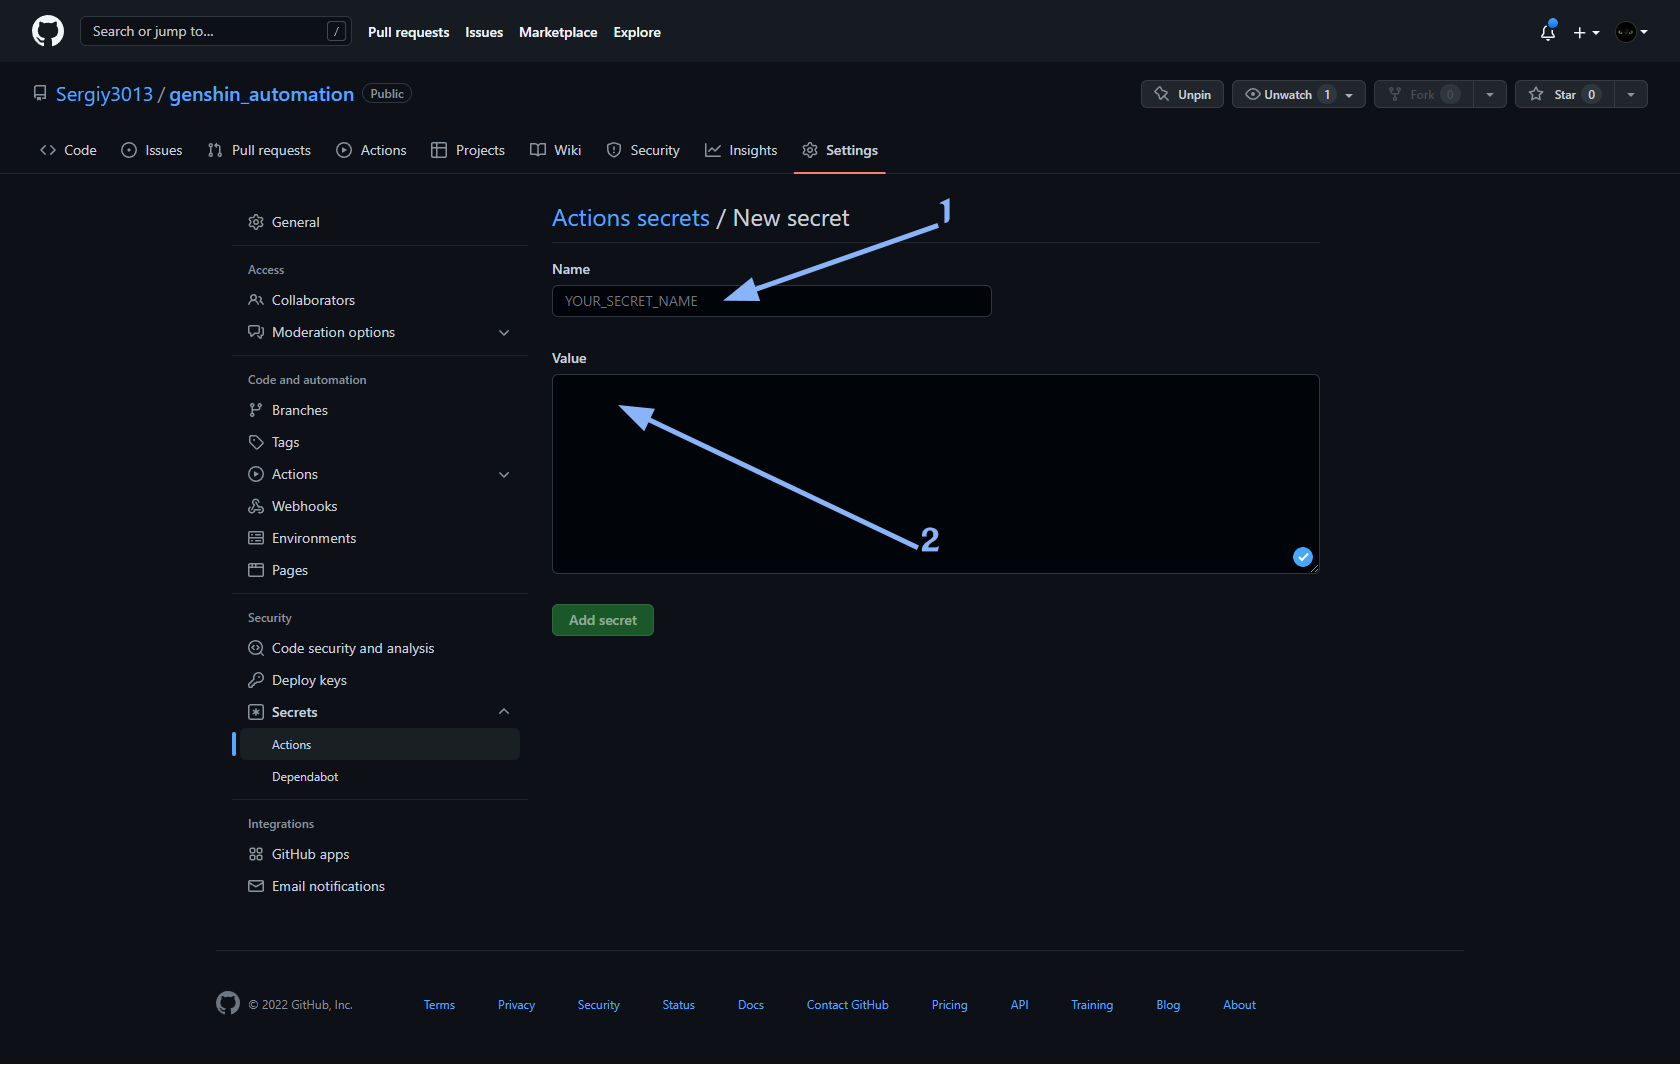 Search or jump to... /
Pull requests Issues Marketplace Explore
Sergiy3013 / genshin_automation Public
Unpin Unwatch 1 Fork 0 Star 0
Code Issues Pull requests Actions Projects Wiki Security Insights Settings
General
Access
Collaborators
Moderation options
Code and automation
Branches
Tags
Actions
Webhooks
Environments
Pages
Security
Code security and analysis
Deploy keys
Secrets
Actions
Dependabot
Integrations
GitHub apps
Email notifications
Actions secrets / New secret
1
Name
YOUR_SECRET_NAME
Value
2
Add secret
© 2022 GitHub, Inc. Terms Privacy Security Status Docs Contact GitHub Pricing API Training Blog About